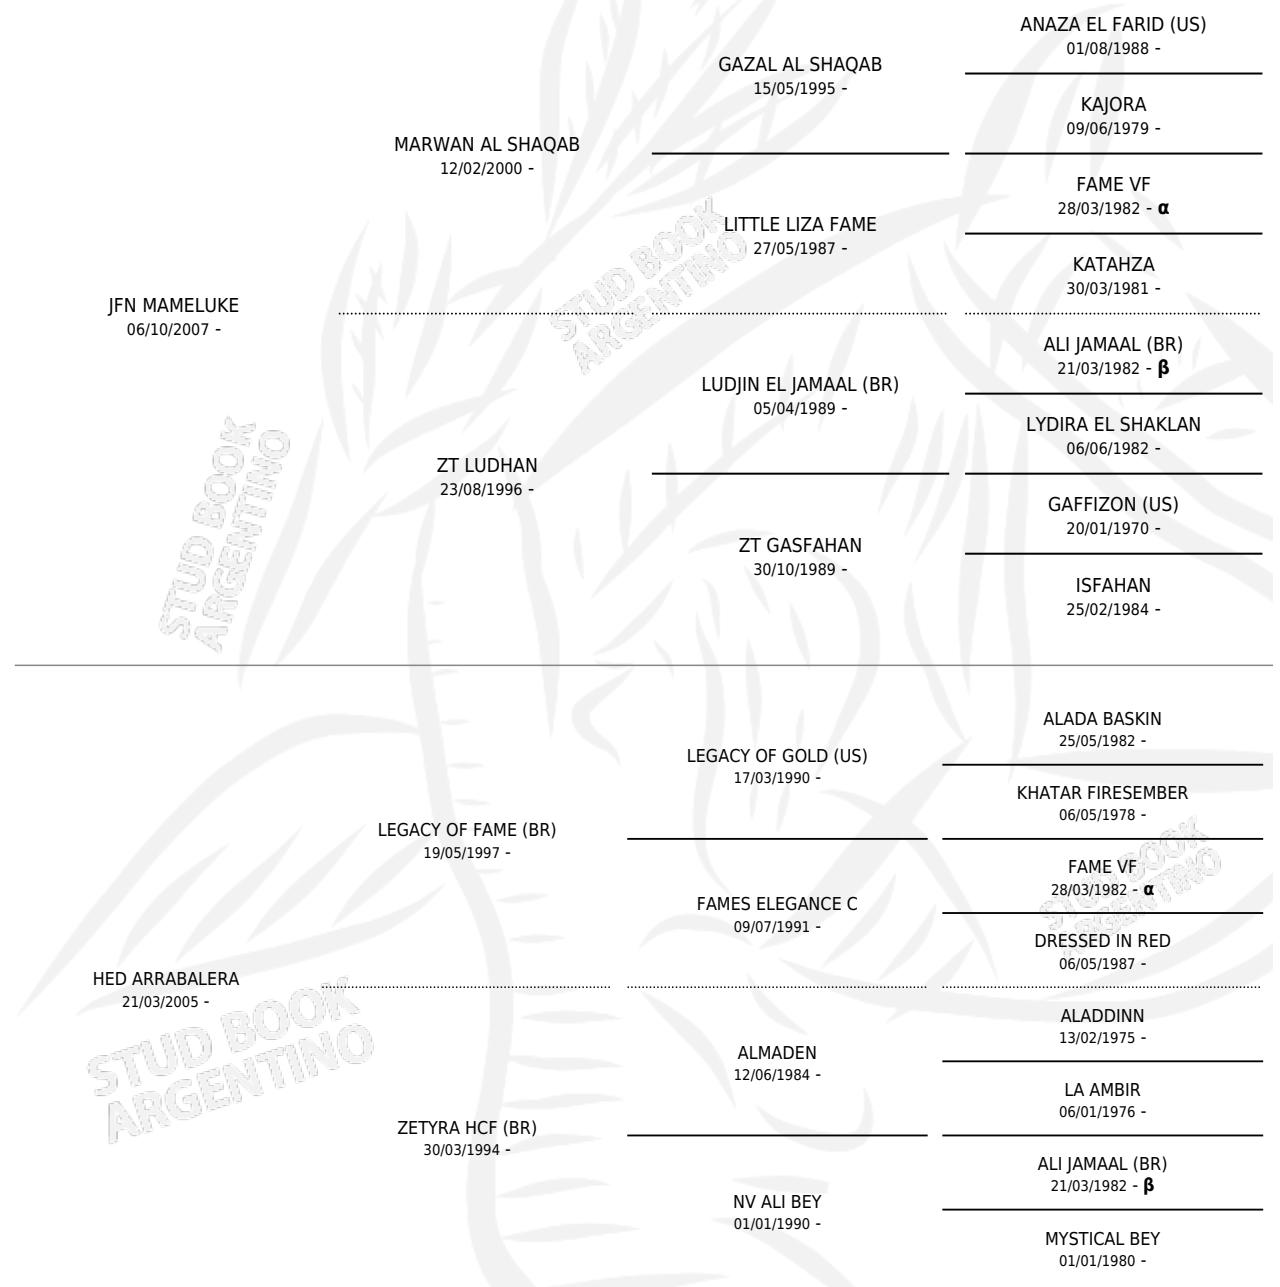 ANAZA EL FARID (US)
01/08/1988 -
GAZAL AL SHAQAB
15/05/1995 -
KAJORA
09/06/1979 -
MARWAN AL SHAQAB
12/02/2000 -
FAME VF
28/03/1982 - α
LITTLE LIZA FAME
27/05/1987 -
KATAHZA
30/03/1981 -
JFN MAMELUKE
06/10/2007 -
ALI JAMAAL (BR)
21/03/1982 - β
LUDJIN EL JAMAAL (BR)
05/04/1989 -
LYDIRA EL SHAKLAN
06/06/1982 -
ZT LUDHAN
23/08/1996 -
GAFFIZON (US)
20/01/1970 -
ZT GASFAHAN
30/10/1989 -
ISFAHAN
25/02/1984 -
ALADA BASKIN
25/05/1982 -
LEGACY OF GOLD (US)
17/03/1990 -
KHATAR FIRESEMBER
06/05/1978 -
LEGACY OF FAME (BR)
19/05/1997 -
FAME VF
28/03/1982 - α
FAMES ELEGANCE C
09/07/1991 -
DRESSED IN RED
06/05/1987 -
HED ARRABALERA
21/03/2005 -
ALADDINN
13/02/1975 -
ALMADEN
12/06/1984 -
LA AMBIR
06/01/1976 -
ZETYRA HCF (BR)
30/03/1994 -
ALI JAMAAL (BR)
21/03/1982 - β
NV ALI BEY
01/01/1990 -
MYSTICAL BEY
01/01/1980 -
STUD BOOK
ARGENTINO
STUD BOOK
ARGENTINO
STUD BOOK
ARGENTINO
STUD BOOK
ARGENTINO